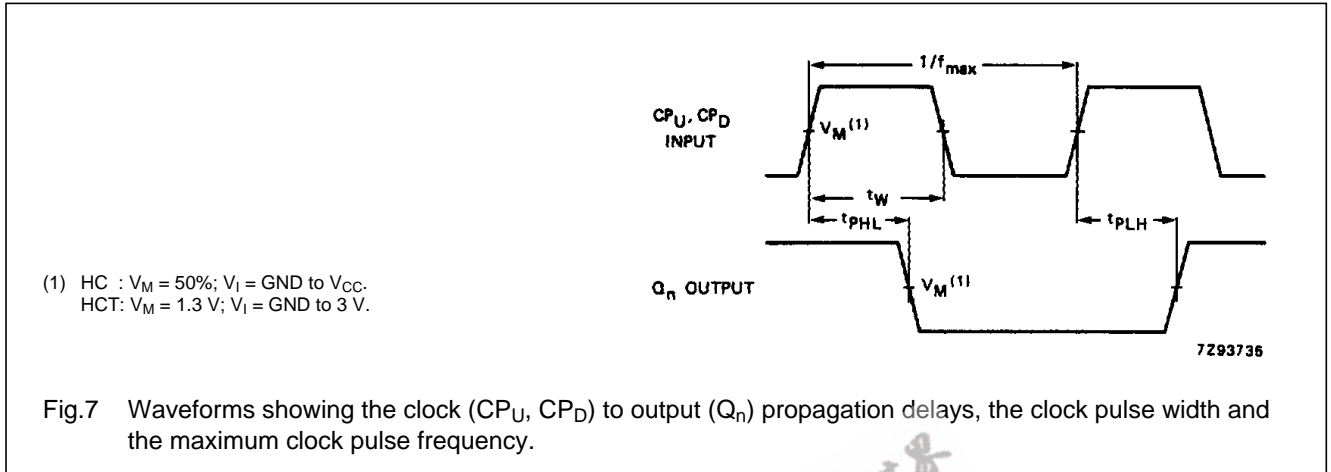 1/fmax
CPU, CPD
INPUT
VM(1)
tW
tPHL
tPLH
Qn OUTPUT
VM(1)
7Z93736
(1) HC : VM = 50%; VI = GND to VCC.
HCT: VM = 1.3 V; VI = GND to 3 V.
Fig.7 Waveforms showing the clock (CPU, CPD) to output (Qn) propagation delays, the clock pulse width and
the maximum clock pulse frequency.